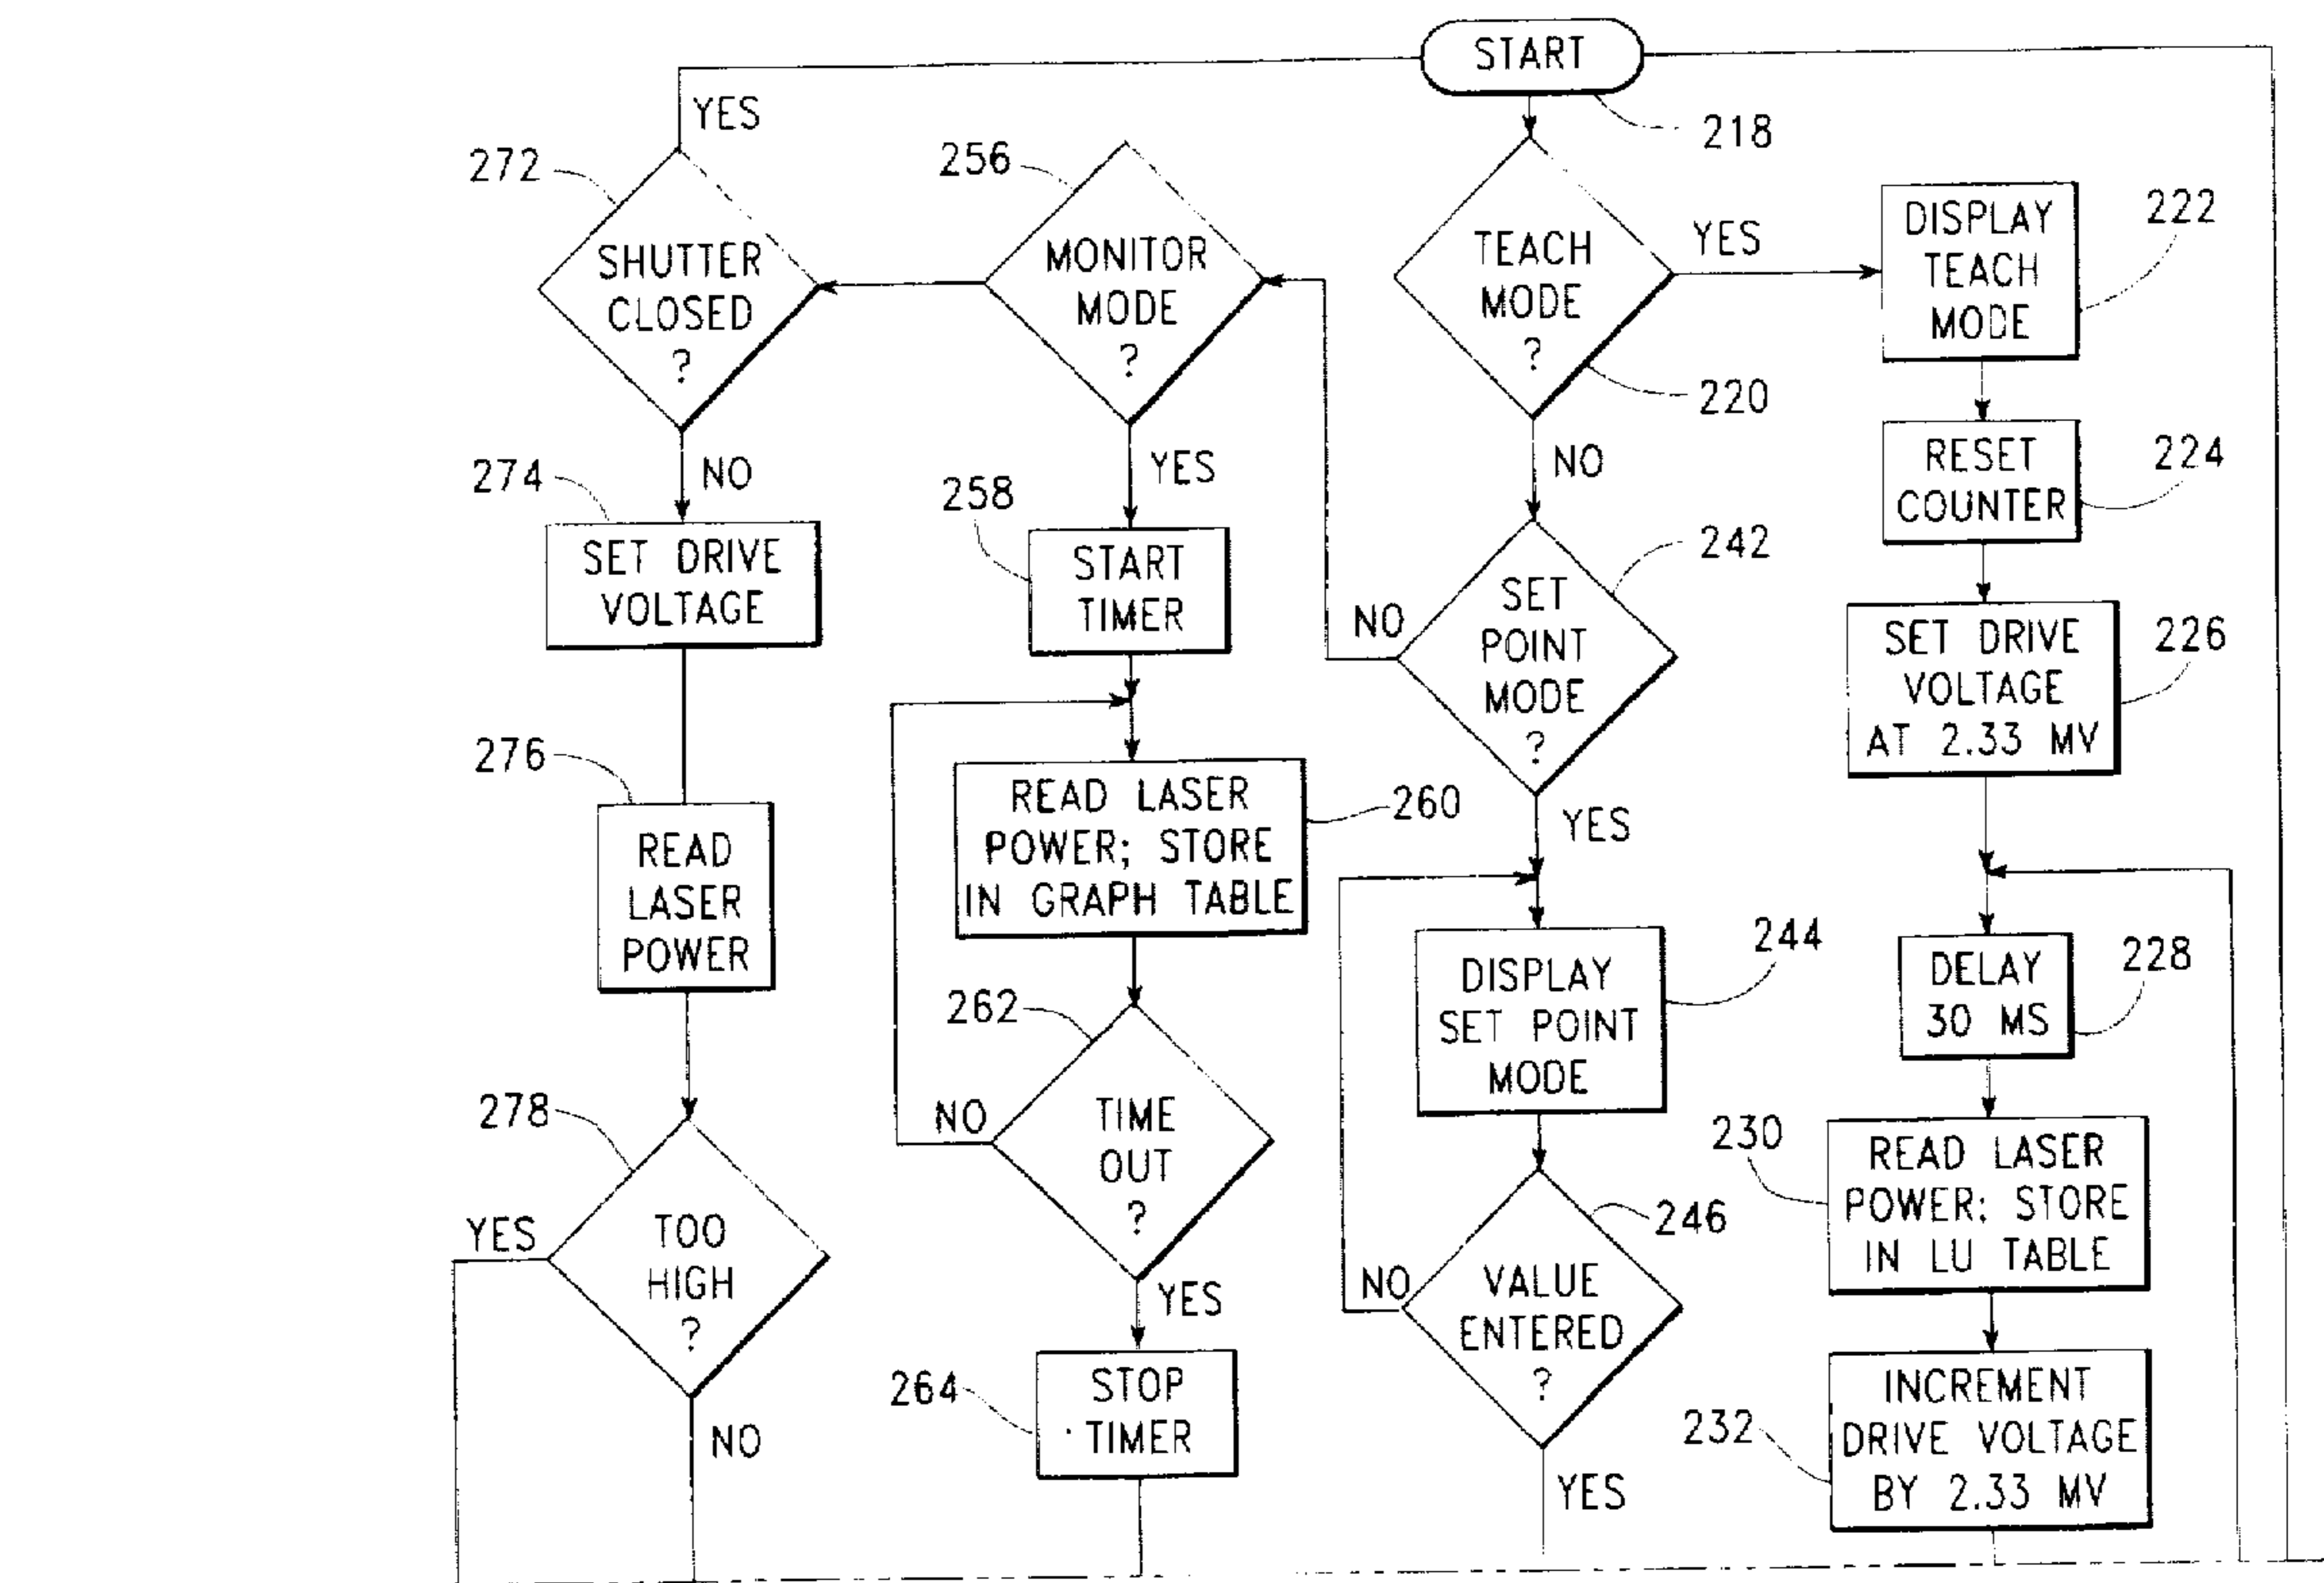 START
218
YES
272
SHUTTER
CLOSED
?
NO
274
SET DRIVE
VOLTAGE
276
READ
LASER
POWER
278
TOO
HIGH
?
YES
NO
256
MONITOR
MODE
?
YES
258
START
TIMER
260
READ LASER
POWER; STORE
IN GRAPH TABLE
262
TIME
OUT
?
NO
YES
264
STOP
TIMER
TEACH
MODE
?
220
YES
NO
242
SET
POINT
MODE
?
NO
YES
244
DISPLAY
SET POINT
MODE
246
VALUE
ENTERED
?
NO
YES
222
DISPLAY
TEACH
MODE
224
RESET
COUNTER
226
SET DRIVE
VOLTAGE
AT 2.33 MV
228
DELAY
30 MS
230
READ LASER
POWER; STORE
IN LU TABLE
232
INCREMENT
DRIVE VOLTAGE
BY 2.33 MV